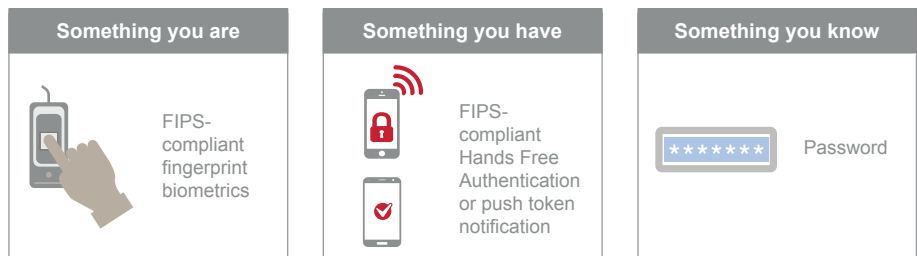 Something you are
FIPS-
compliant
fingerprint
biometrics
Something you have
FIPS-
compliant
Hands Free
Authentication
or push token
notification
Something you know
*******
Password